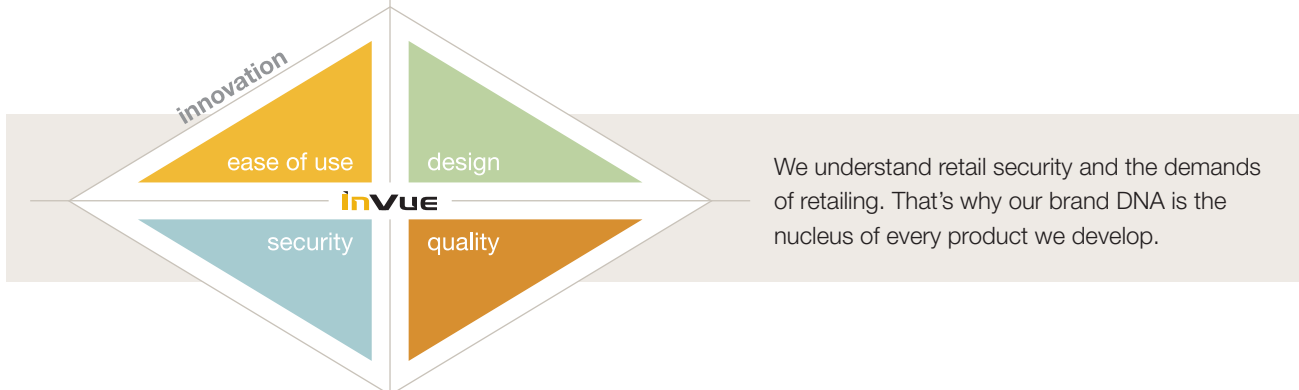 innovation
ease of use
design
inVue
security
quality
We understand retail security and the demands
of retailing. That’s why our brand DNA is the
nucleus of every product we develop.